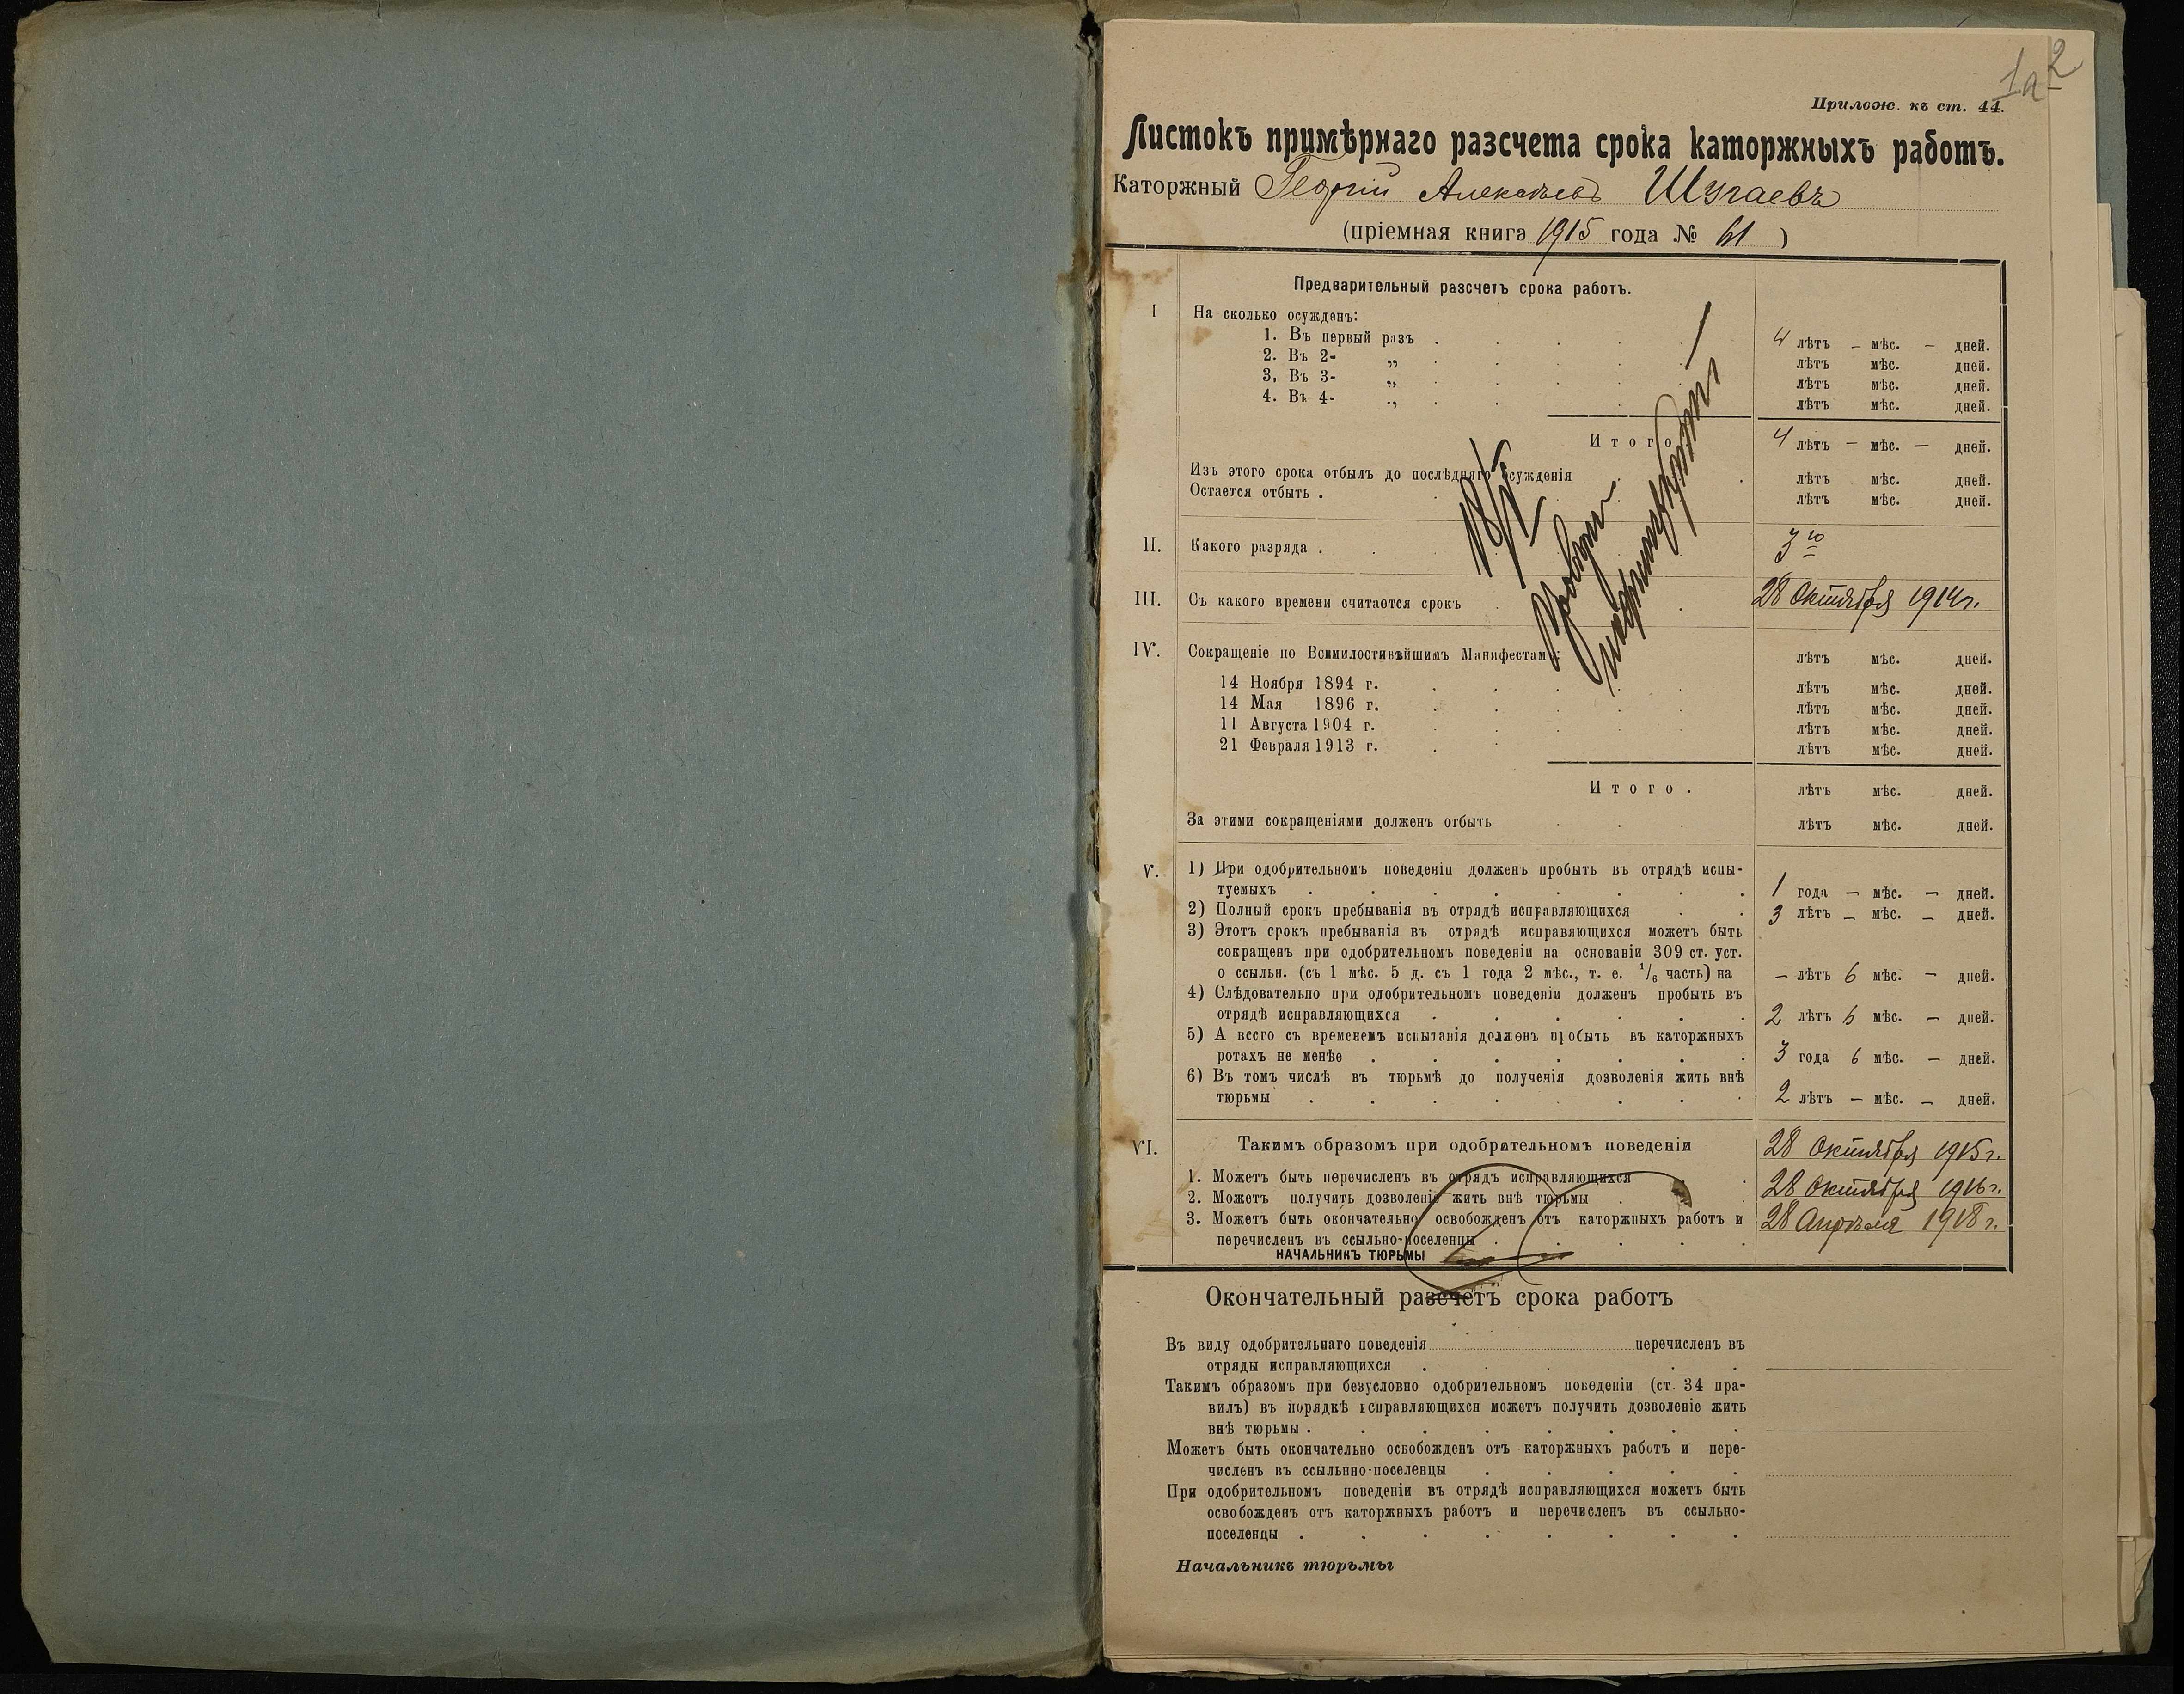 1а 2
Прилож. къ ст. 44.
Листокъ примѣрнаго разсчета срока каторжныхъ работъ.
Каторжный Георгій Алексѣевъ Шугаевъ
(пріемная книга 1915 года № 61 )
Предварительный разсчетъ срока работъ.
I На сколько осужденъ:
1. Въ первый разъ . . . . 4 лѣтъ – мѣс. – дней.
2. Въ 2- „ лѣтъ мѣс. дней.
3, Въ 3- „ лѣтъ мѣс. дней.
4. Въ 4- „ лѣтъ мѣс. дней.
Итого 4 лѣтъ – мѣс. – дней.
Изъ этого срока отбылъ до послѣдняго осужденія лѣтъ мѣс. дней.
Остается отбыть . лѣтъ мѣс. дней.
II. Какого разряда . 3го
III. Съ какого времени считается срокъ 28 Октября 1914 г.
IV. Сокращеніе по Всемилостивѣйшимъ Манифестамъ: лѣтъ мѣс. дней.
14 Ноября 1894 г. лѣтъ мѣс. дней.
14 Мая 1896 г. лѣтъ мѣс. дней.
11 Августа 1904 г. лѣтъ мѣс. дней.
21 Февраля 1913 г. лѣтъ мѣс. дней.
Итого. лѣтъ мѣс. дней.
За этими сокращеніями долженъ отбыть лѣтъ мѣс. дней.
V. 1) При одобрительномъ поведеніи долженъ пробыть въ отрядѣ испы-
туемыхъ 1 года – мѣс. – дней.
2) Полный срокъ пребыванія въ отрядѣ исправляющихся 3 лѣтъ – мѣс. – дней.
3) Этотъ срокъ пребыванія въ отрядѣ исправяющихся можетъ быть
сокращенъ при одобрительномъ поведеніи на основаніи 309 ст. уст.
о ссыльн. (съ 1 мѣс. 5 д. съ 1 года 2 мѣс., т. е. 1/6 часть) на – лѣтъ 6 мѣс. – дней.
4) Слѣдовательно при одобрительномъ поведеніи долженъ пробыть въ
отрядѣ исправляющихся 2 лѣтъ 6 мѣс. – дней.
5) А всего съ временемъ испытанія долженъ пробыть въ каторжныхъ
ротахъ не менѣе 3 года 6 мѣс. – дней.
6) Въ томъ числѣ въ тюрьмѣ до полученія дозволенія жить внѣ
тюрьмы 2 лѣтъ – мѣс. – дней.
VI. Такимъ образомъ при одобрительномъ поведеніи 28 Октября 1915 г.
1. Можетъ быть перечисленъ въ отрядъ исправляющихся
2. Можетъ получить дозволеніе жить внѣ тюрьмы 28 Октября 1916 г.
3. Можетъ быть окончательно освобожденъ отъ каторжныхъ работъ и 28 Апрѣля 1918 г.
перечисленъ въ ссыльно-поселенцы
НАЧАЛЬНИКЪ ТЮРЬМЫ
Окончательный разсчетъ срока работъ
Въ виду одобрительнаго поведенія перечисленъ въ
отряды исправляющихся
Такимъ образомъ при безусловно одобрительномъ поведеніи (ст. 34 пра-
вилъ) въ порядкѣ исправляющихся можетъ получить дозволеніе жить
внѣ тюрьмы .
Можетъ быть окончательно освобожденъ отъ каторжныхъ работъ и пере-
численъ въ ссыльнно-поселенцы
При одобрительномъ поведеніи въ отрядѣ исправляющихся можетъ быть
освобожденъ отъ каторжныхъ работъ и перечисленъ въ ссыльно-
поселенцы .
Начальникъ тюрьмы